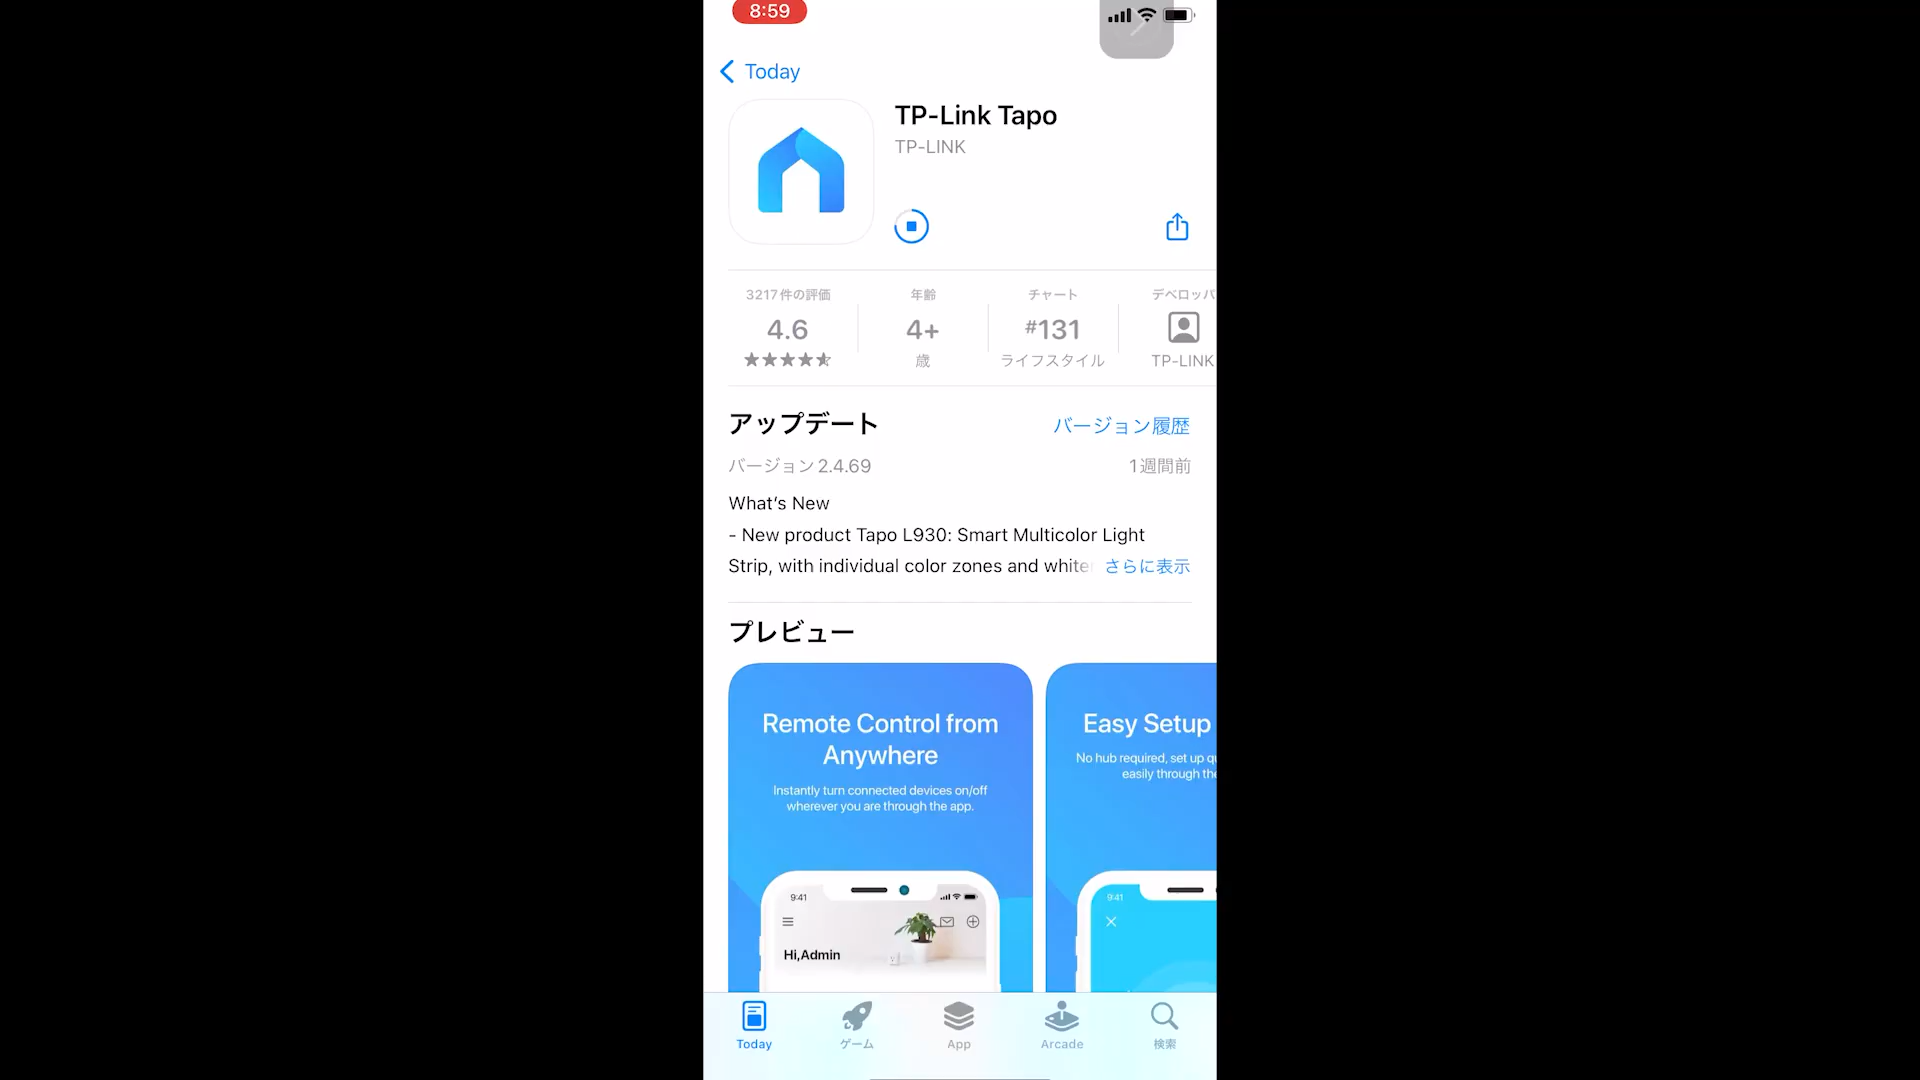 8:59
Today
TP-Link Tapo
TP-LINK
3217件の評価
4.6
年齢
4+
歳
チャート
#131
ライフスタイル
デベロッパ
TP-LINK
アップデート
バージョン履歴
バージョン 2.4.69
1週間前
What's New
- New product Tapo L930: Smart Multicolor Light
Strip, with individual color zones and white
さらに表示
プレビュー
Remote Control from
Anywhere
Instantly turn connected devices on/off
wherever you are through the app.
9:41
Hi,Admin
Easy Setup
No hub required, set up q
easily through th
9:41
Today
ゲーム
App
Arcade
検索